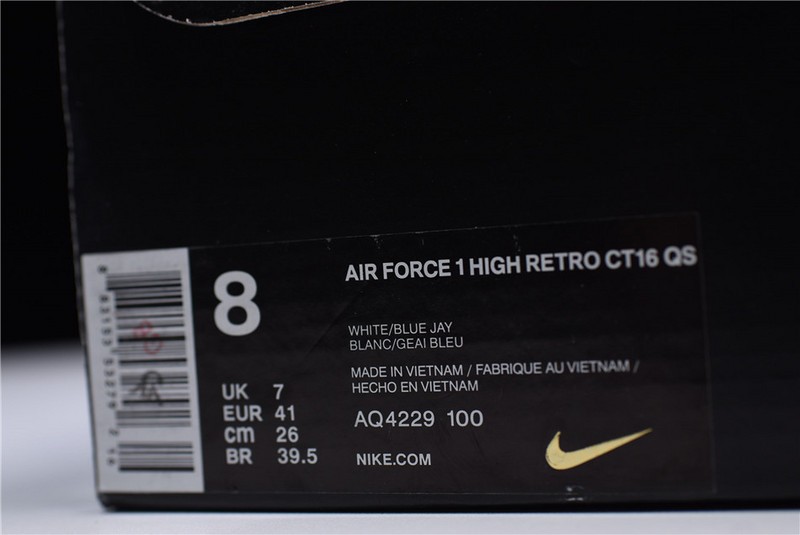 8
AIR FORCE 1 HIGH RETRO CT16 QS
WHITE/BLUE JAY
BLANC/GEAI BLEU
MADE IN VIETNAM / FABRIQUE AU VIETNAM /
HECHO EN VIETNAM
UK 7
EUR 41
cm 26
BR 39.5
AQ4229 100
NIKE.COM